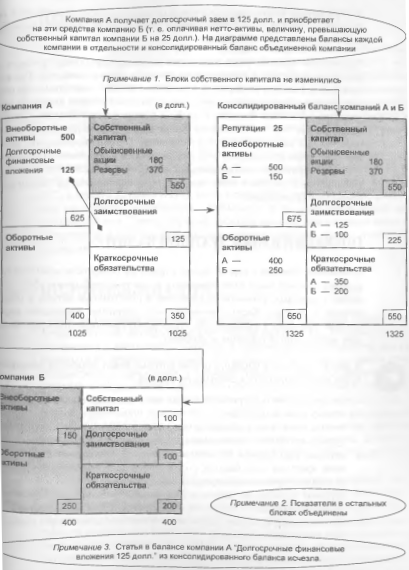 Компания А получает долгосрочный заем в 125 долл. и приобретает
на эти средства компанию Б (т. е. оплачивая нетто-активы, величину, превышающую
собственный капитал компании Б на 25 долл.). На диаграмме представлены балансы каждой
компании в отдельности и консолидированный баланс объединенной компании
Примечание 1. Блоки собственного капитала не изменились
Компания А (в долл.)
Внеоборотные
активы 500
Долгосрочные
финансовые
вложения 125
625
Собственный
капитал
Обыкновенные
акции 180
Резервы 370
550
Долгосрочные
заимствования
125
Оборотные
активы
400
Краткосрочные
обязательства
350
1025 1025
Консолидированный баланс компаний А и Б
Репутация 25
Внеоборотные
активы
А — 500
Б — 150
675
Собственный
капитал
Обыкновенные
акции 180
Резервы 370
550
Долгосрочные
заимствования
А — 125
Б — 100
225
Оборотные
активы
А — 400
Б — 250
650
Краткосрочные
обязательства
А — 350
Б — 200
550
1325 1325
омпания Б (в долл.)
Внеоборотные
активы
150
Собственный
капитал
100
Долгосрочные
заимствования
100
Оборотные
активы
250
Краткосрочные
обязательства
200
400 400
Примечание 2. Показатели в остальных
блоках объединены
Примечание 3. Статья в балансе компании А "Долгосрочные финансовые
вложения 125 долл." из консолидированного баланса исчезла.